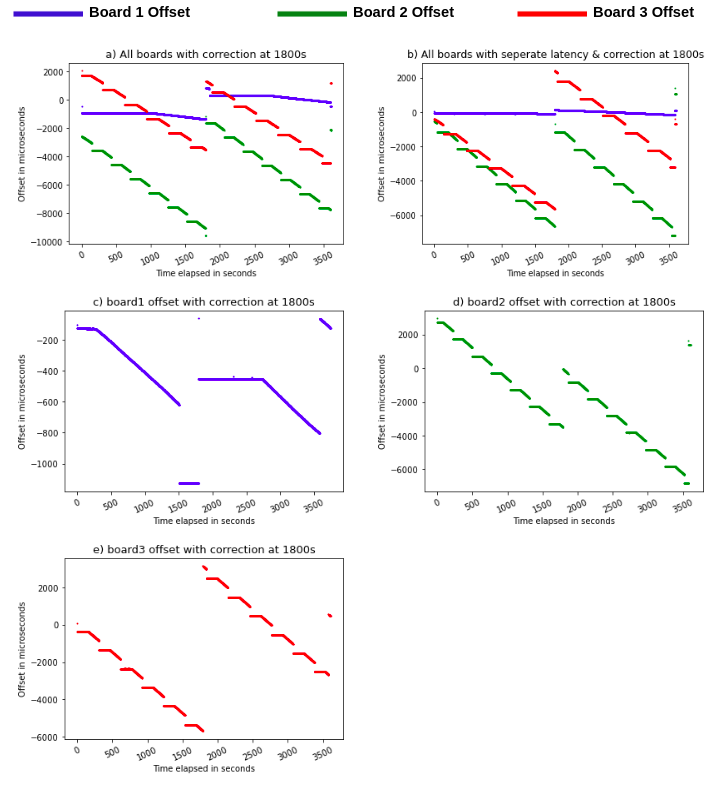 Board 1 Offset Board 2 Offset Board 3 Offset
a) All boards with correction at 1800s
2000
0
−2000
−4000
−6000
−8000
−10000
Offset in microseconds
0 500 1000 1500 2000 2500 3000 3500
Time elapsed in seconds
b) All boards with seperate latency & correction at 1800s
2000
0
−2000
−4000
−6000
Offset in microseconds
0 500 1000 1500 2000 2500 3000 3500
Time elapsed in seconds
c) board1 offset with correction at 1800s
−200
−400
−600
−800
−1000
Offset in microseconds
0 500 1000 1500 2000 2500 3000 3500
Time elapsed in seconds
d) board2 offset with correction at 1800s
2000
0
−2000
−4000
−6000
Offset in microseconds
0 500 1000 1500 2000 2500 3000 3500
Time elapsed in seconds
e) board3 offset with correction at 1800s
2000
0
−2000
−4000
−6000
Offset in microseconds
0 500 1000 1500 2000 2500 3000 3500
Time elapsed in seconds